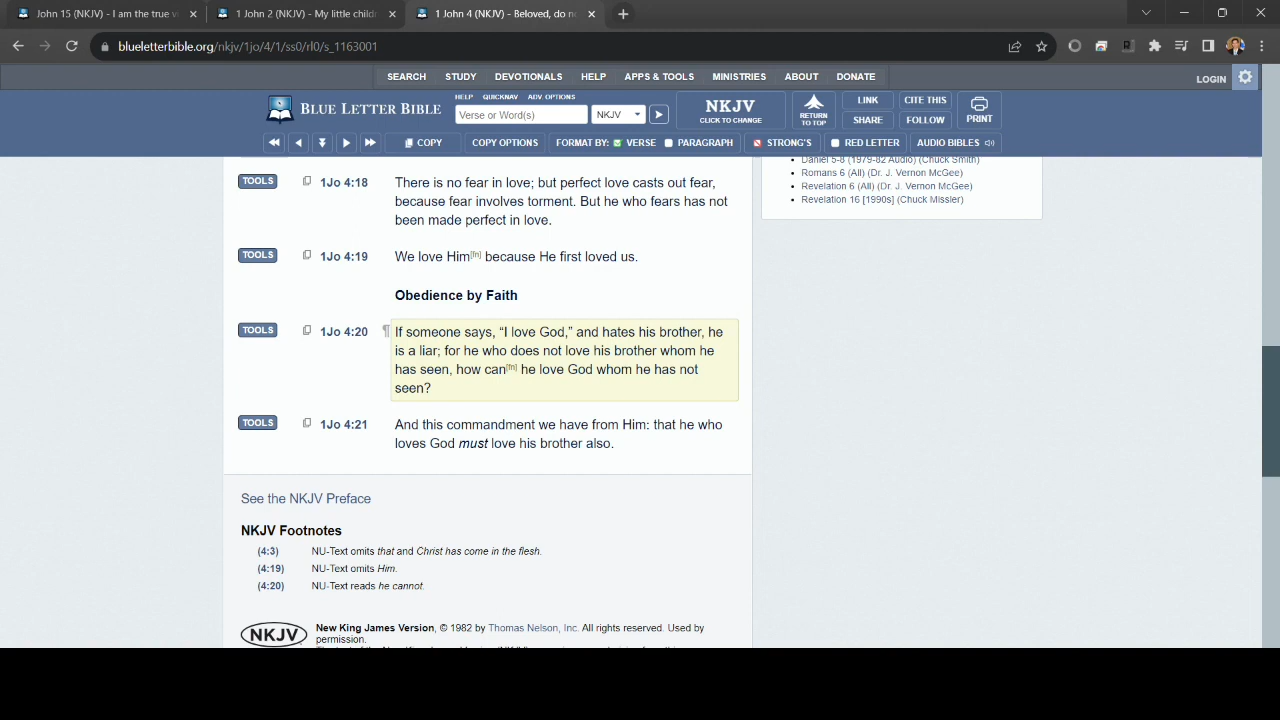 John 15 (NKJV) - I am the true v
1 John 2 (NKJV) - My little childr
1 John 4 (NKJV) - Beloved, do no
blueletterbible.org/nkjv/1jo/4/1/ss0/rl0/s_1163001
SEARCH STUDY DEVOTIONALS HELP APPS & TOOLS MINISTRIES ABOUT DONATE
LOGIN
BLUE LETTER BIBLE
HELP QUICKNAV ADV. OPTIONS
Verse or Word(s)
NKJV
NKJV
CLICK TO CHANGE
RETURN
TO TOP
LINK
CITE THIS
SHARE
FOLLOW
PRINT
COPY COPY OPTIONS FORMAT BY: VERSE PARAGRAPH STRONG'S RED LETTER AUDIO BIBLES
Daniel 5-8 (1979-82 Audio) (Chuck Smith)
Romans 6 (All) (Dr. J. Vernon McGee)
Revelation 6 (All) (Dr. J. Vernon McGee)
Revelation 16 [1990s] (Chuck Missler)
TOOLS 1Jo 4:18 There is no fear in love; but perfect love casts out fear,
because fear involves torment. But he who fears has not
been made perfect in love.
TOOLS 1Jo 4:19 We love Him[fn] because He first loved us.
Obedience by Faith
TOOLS 1Jo 4:20 ¶ If someone says, “I love God,” and hates his brother, he
is a liar; for he who does not love his brother whom he
has seen, how can[fn] he love God whom he has not
seen?
TOOLS 1Jo 4:21 And this commandment we have from Him: that he who
loves God must love his brother also.
See the NKJV Preface
NKJV Footnotes
(4:3) NU-Text omits that and Christ has come in the flesh.
(4:19) NU-Text omits Him.
(4:20) NU-Text reads he cannot.
NKJV
New King James Version, © 1982 by Thomas Nelson, Inc. All rights reserved. Used by
permission.